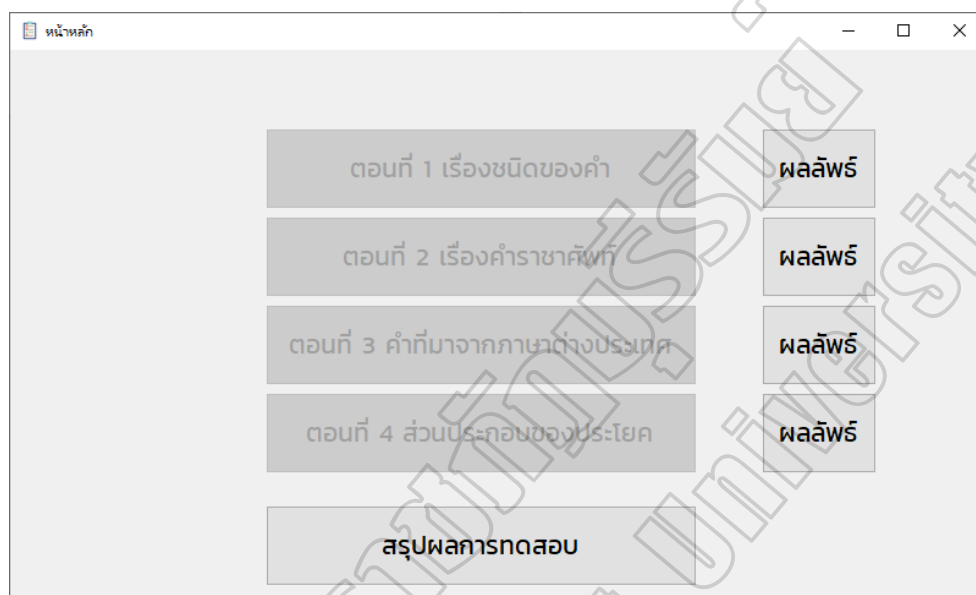 หน้าหลัก
ตอนที่ 1 เรื่องชนิดของคำ ผลลัพธ์
ตอนที่ 2 เรื่องคำราชาศัพท์ ผลลัพธ์
ตอนที่ 3 คำที่มาจากภาษาต่างประเทศ ผลลัพธ์
ตอนที่ 4 ส่วนประกอบของประโยค ผลลัพธ์
สรุปผลการทดสอบ